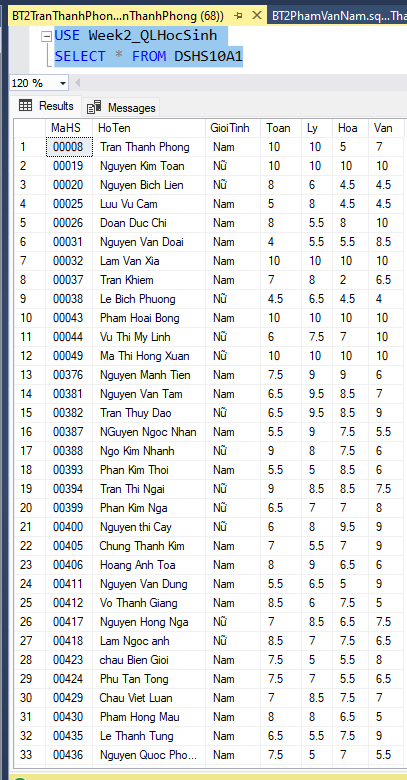 BT2TranThanhPhon...nThanhPhong (68)) BT2PhamVanNam.sq...Tha
USE Week2_QLHocSinh
SELECT * FROM DSHS10A1
120 %
Results Messages
MaHS HoTen GioiTinh Toan Ly Hoa Van
1 00008 Tran Thanh Phong Nam 10 10 5 7
2 00019 Nguyen Kim Toan Nữ 10 10 10 10
3 00020 Nguyen Bich Lien Nữ 8 6 4.5 4.5
4 00025 Luu Vu Cam Nam 5 8 4.5 4.5
5 00026 Doan Duc Chi Nam 8 5.5 8 10
6 00031 Nguyen Van Doai Nam 4 5.5 5.5 8.5
7 00032 Lam Van Xia Nam 10 10 10 10
8 00037 Tran Khiem Nam 7 8 2 6.5
9 00038 Le Bich Phuong Nữ 4.5 6.5 4.5 4
10 00043 Pham Hoai Bong Nam 10 10 10 10
11 00044 Vu Thi My Linh Nữ 6 7.5 7 10
12 00049 Ma Thi Hong Xuan Nữ 10 10 10 10
13 00376 Nguyen Manh Tien Nam 7.5 9 9 6
14 00381 Nguyen Van Tam Nam 6.5 9.5 8.5 7
15 00382 Tran Thuy Dao Nữ 6.5 9.5 8.5 9
16 00387 NGuyen Ngoc Nhan Nam 5.5 9 7.5 5.5
17 00388 Ngo Kim Nhanh Nữ 9 8 7.5 6
18 00393 Phan Kim Thoi Nam 5.5 5 8.5 6
19 00394 Tran Thi Ngai Nữ 9 8.5 8.5 7.5
20 00399 Phan Kim Nga Nữ 6.5 7 7 8
21 00400 Nguyen thi Cay Nữ 6 8 9.5 9
22 00405 Chung Thanh Kim Nam 7 5.5 7 9
23 00406 Hoang Anh Toa Nam 8 9 6.5 6
24 00411 Nguyen Van Dung Nam 5.5 6.5 5 9
25 00412 Vo Thanh Giang Nam 8.5 6 7.5 5
26 00417 Nguyen Hong Nga Nữ 7 8.5 6.5 7.5
27 00418 Lam Ngoc anh Nữ 8.5 7 7.5 6.5
28 00423 chau Bien Gioi Nam 7.5 5 5.5 8
29 00424 Phu Tan Tong Nam 7.5 7 5.5 6.5
30 00429 Chau Viet Luan Nam 7 8.5 7.5 7
31 00430 Pham Hong Mau Nam 8 8 6.5 5
32 00435 Le Thanh Tung Nam 6.5 5.5 7.5 9
33 00436 Nguyen Quoc Pho... Nam 7.5 5 7 5.5